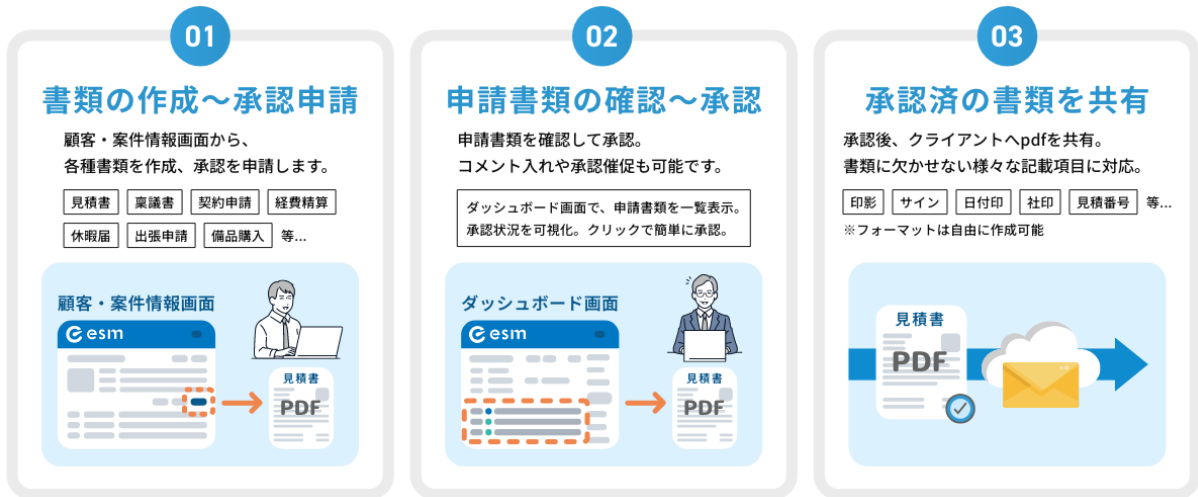 01
書類の作成～承認申請
顧客・案件情報画面から、
各種書類を作成、承認を申請します。
見積書 稟議書 契約申請 経費精算
休暇届 出張申請 備品購入 等...
顧客・案件情報画面
esm
見積書
PDF
02
申請書類の確認～承認
申請書類を確認して承認。
コメント入れや承認催促も可能です。
ダッシュボード画面で、申請書類を一覧表示。
承認状況を可視化。クリックで簡単に承認。
ダッシュボード画面
esm
見積書
PDF
03
承認済の書類を共有
承認後、クライアントへpdfを共有。
書類に欠かせない様々な記載項目に対応。
印影 サイン 日付印 社印 見積番号 等...
※フォーマットは自由に作成可能
見積書
PDF